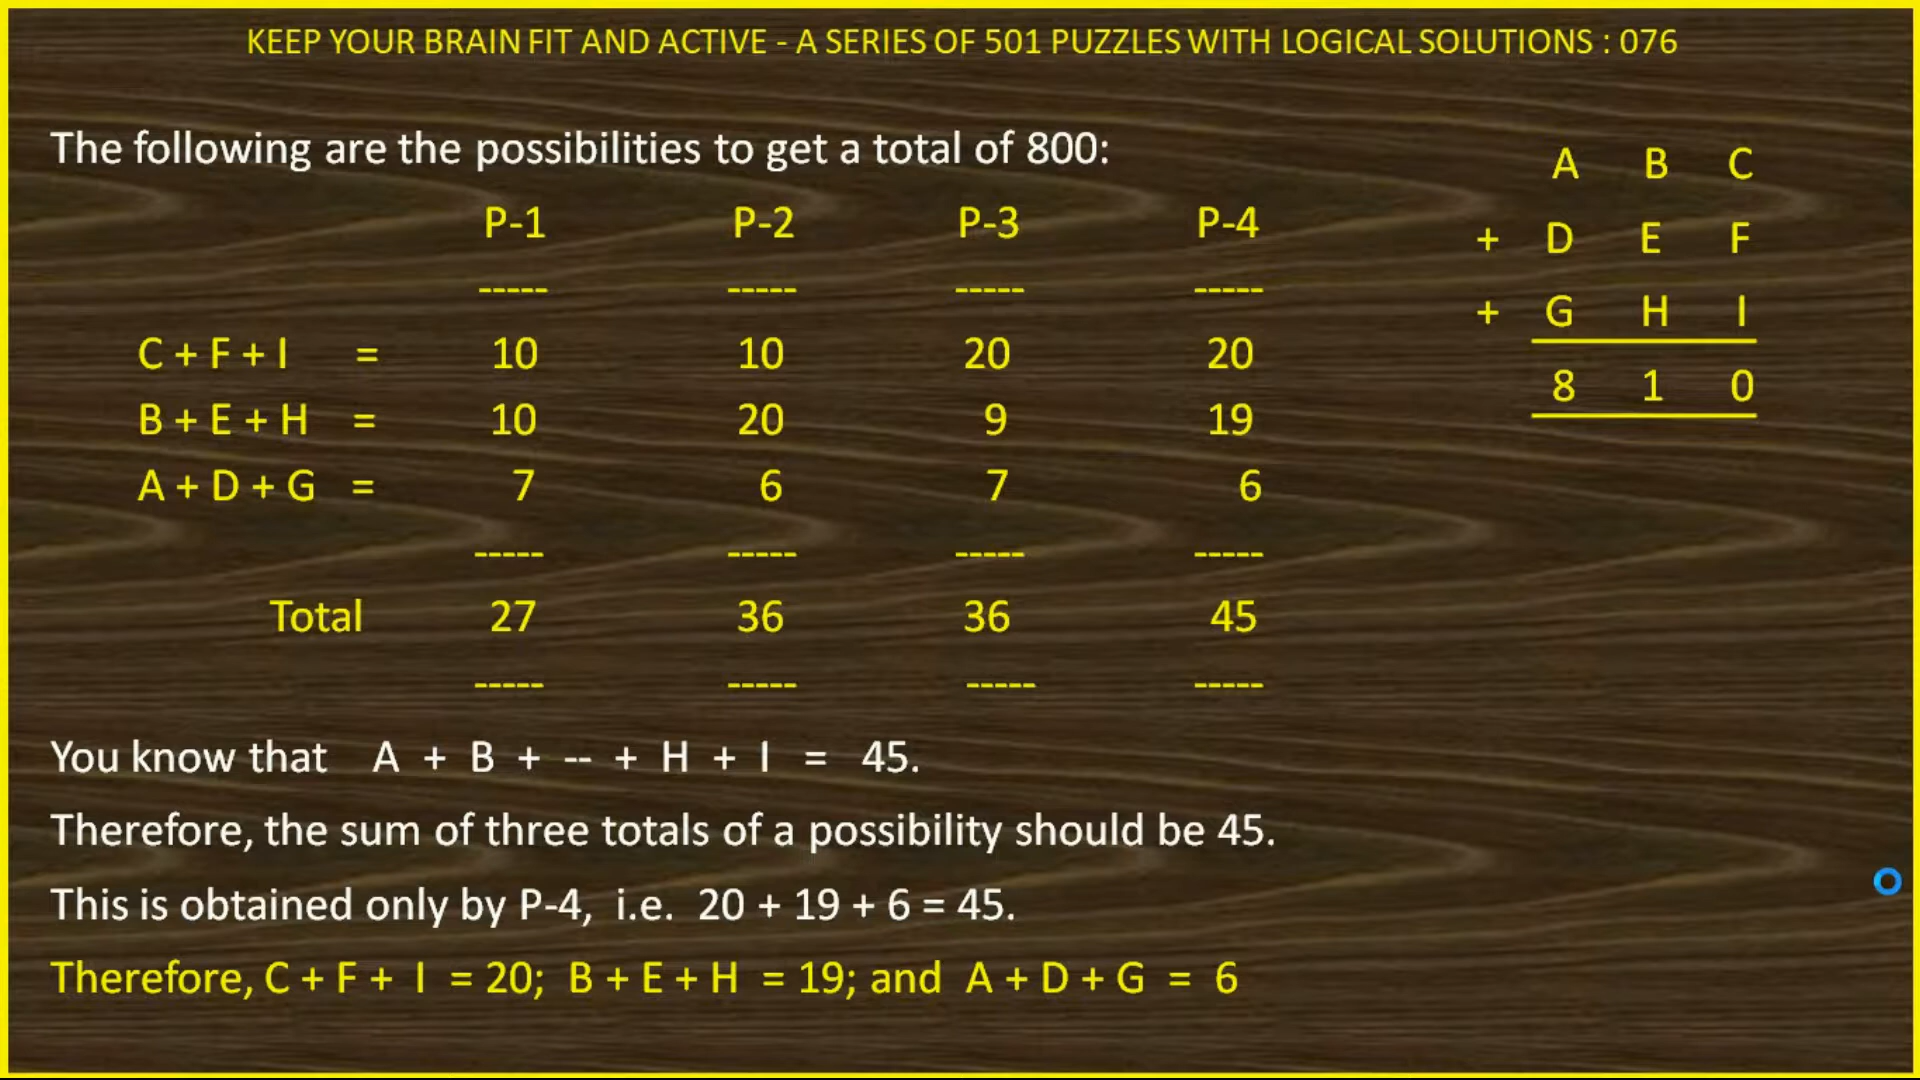 KEEP YOUR BRAIN FIT AND ACTIVE - A SERIES OF 501 PUZZLES WITH LOGICAL SOLUTIONS : 076
The following are the possibilities to get a total of 800:
P-1 P-2 P-3 P-4
----- ----- ----- -----
C + F + I = 10 10 20 20
B + E + H = 10 20 9 19
A + D + G = 7 6 7 6
----- ----- ----- -----
Total 27 36 36 45
----- ----- ----- -----
A B C
+ D E F
+ G H I
8 1 0
You know that A + B + -- + H + I = 45.
Therefore, the sum of three totals of a possibility should be 45.
This is obtained only by P-4, i.e. 20 + 19 + 6 = 45.
Therefore, C + F + I = 20; B + E + H = 19; and A + D + G = 6